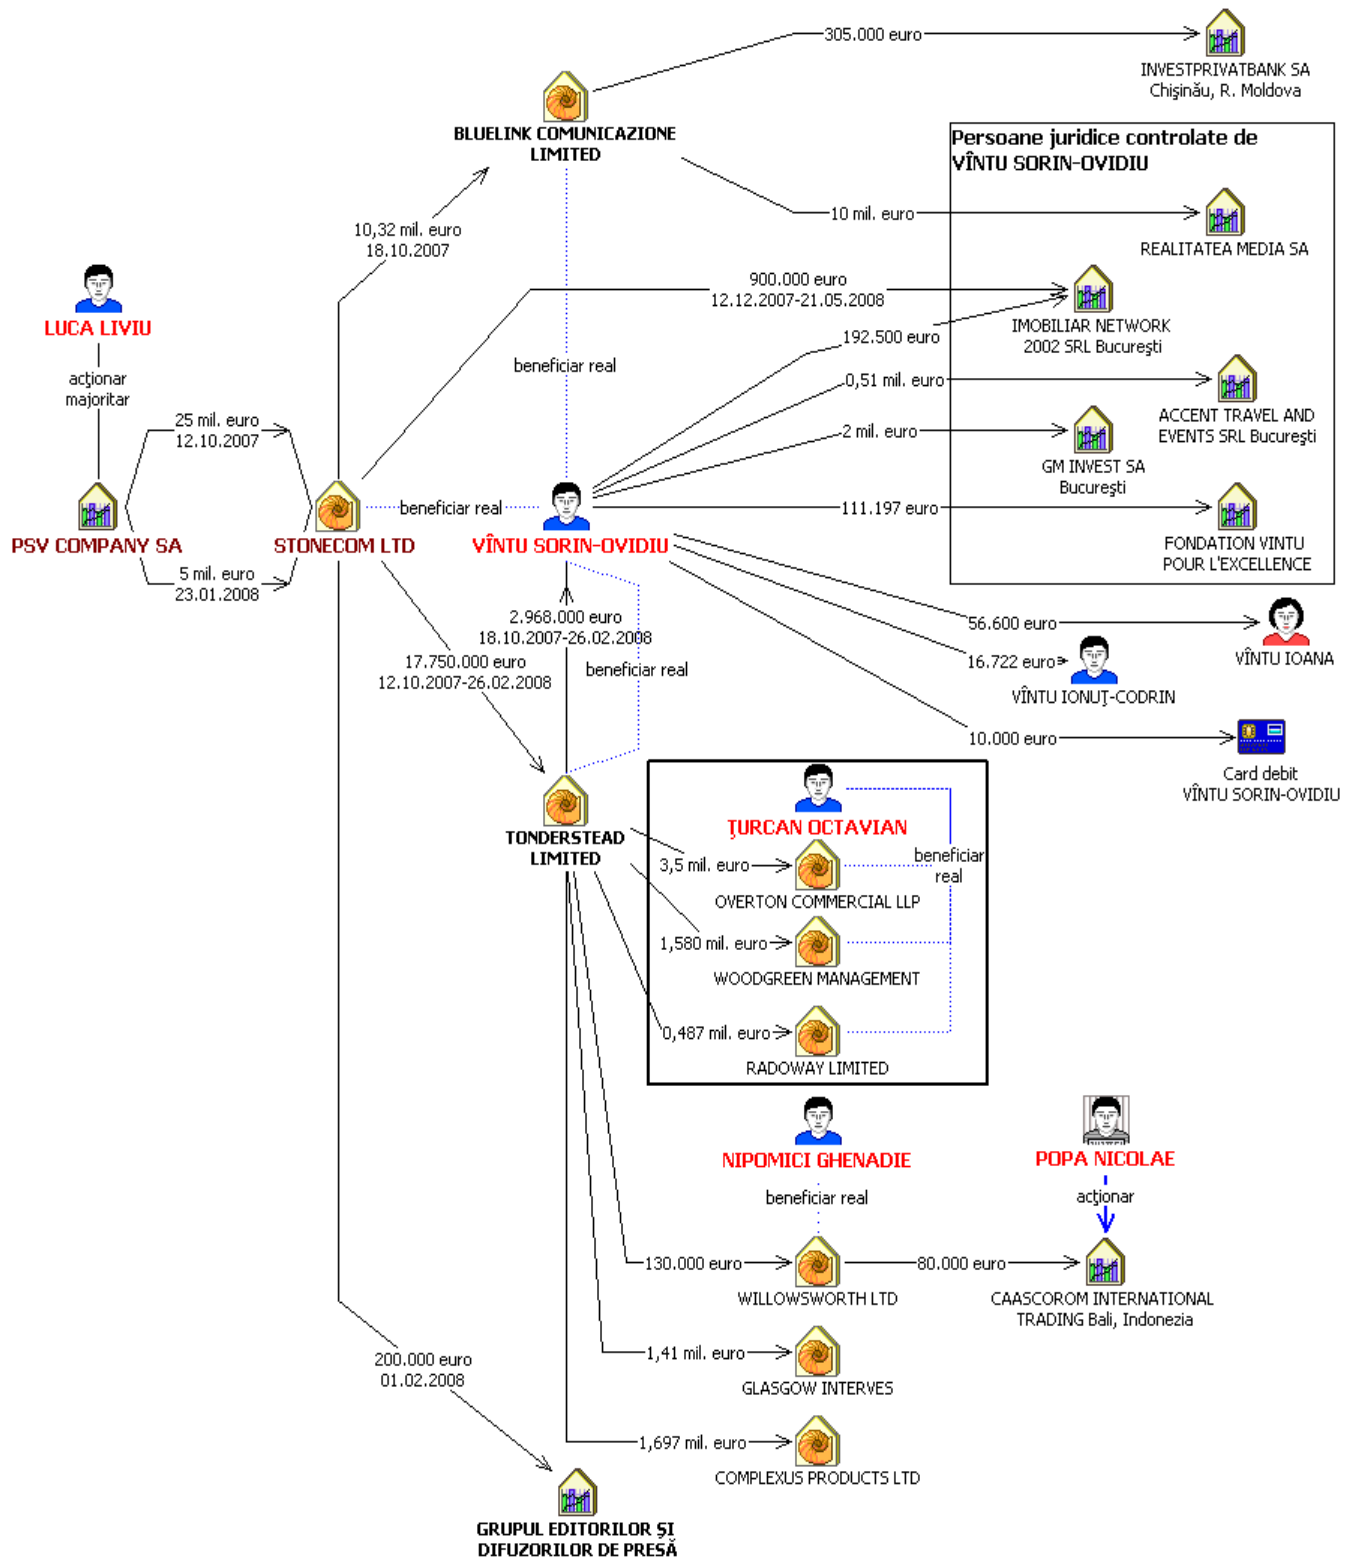 305.000 euro
INVESTPRIVATBANK SA
Chişinău, R. Moldova
BLUELINK COMUNICAZIONE
LIMITED
Persoane juridice controlate de
VÎNTU SORIN-OVIDIU
10 mil. euro
REALITATEA MEDIA SA
10,32 mil. euro
18.10.2007
900.000 euro
12.12.2007-21.05.2008
IMOBILIAR NETWORK
2002 SRL Bucureşti
192.500 euro
LUCA LIVIU
beneficiar real
0,51 mil. euro
ACCENT TRAVEL AND
EVENTS SRL Bucureşti
acţionar
majoritar
25 mil. euro
12.10.2007
2 mil. euro
GM INVEST SA
Bucureşti
PSV COMPANY SA
STONECOM LTD
beneficiar real
VÎNTU SORIN-OVIDIU
111.197 euro
FONDATION VINTU
POUR L'EXCELLENCE
5 mil. euro
23.01.2008
2.968.000 euro
18.10.2007-26.02.2008
56.600 euro
VÎNTU IOANA
17.750.000 euro
12.10.2007-26.02.2008
beneficiar real
16.722 euro
VÎNTU IONUŢ-CODRIN
10.000 euro
Card debit
VÎNTU SORIN-OVIDIU
TONDERSTEAD
LIMITED
ŢURCAN OCTAVIAN
beneficiar
real
3,5 mil. euro
OVERTON COMMERCIAL LLP
1,580 mil. euro
WOODGREEN MANAGEMENT
0,487 mil. euro
RADOWAY LIMITED
NIPOMICI GHENADIE
POPA NICOLAE
beneficiar real
acţionar
130.000 euro
WILLOWSWORTH LTD
80.000 euro
CAASCOROM INTERNATIONAL
TRADING Bali, Indonezia
1,41 mil. euro
GLASGOW INTERVES
200.000 euro
01.02.2008
1,697 mil. euro
COMPLEXUS PRODUCTS LTD
GRUPUL EDITORILOR ŞI
DIFUZORILOR DE PRESĂ